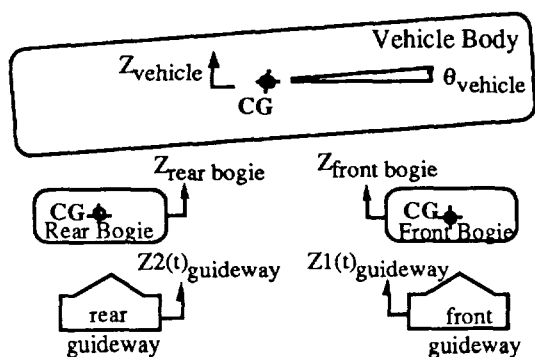 Vehicle Body
Zvehicle
θvehicle
CG
Zrear bogie
Zfront bogie
CG
Rear Bogie
CG
Front Bogie
Z2(t)guideway
Z1(t)guideway
rear
guideway
front
guideway